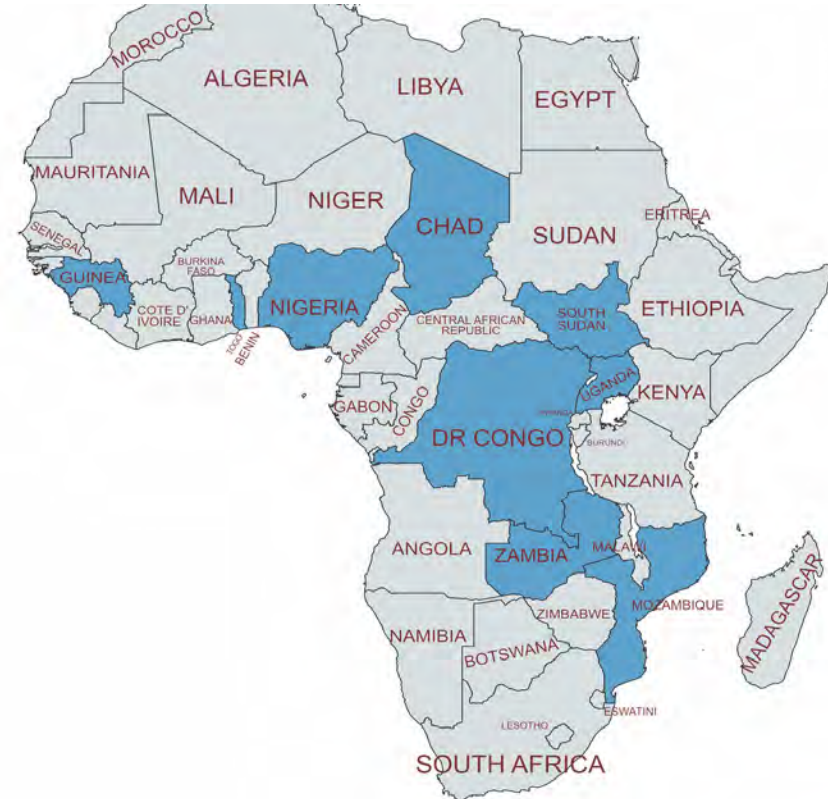 MOROCCO
ALGERIA
LIBYA
EGYPT
MAURITANIA
MALI
NIGER
CHAD
SUDAN
ERITREA
SENEGAL
GUINEA
BURKINA
FASO
NIGERIA
COTE D'
IVOIRE
GHANA
TOGO
BENIN
CAMEROON
CENTRAL AFRICAN
REPUBLIC
SOUTH
SUDAN
ETHIOPIA
GABON
CONGO
DR CONGO
UGANDA
KENYA
BURUNDI
TANZANIA
ANGOLA
ZAMBIA
MALAWI
MOZAMBIQUE
MADAGASCAR
NAMIBIA
ZIMBABWE
BOTSWANA
ESWATINI
LESOTHO
SOUTH AFRICA